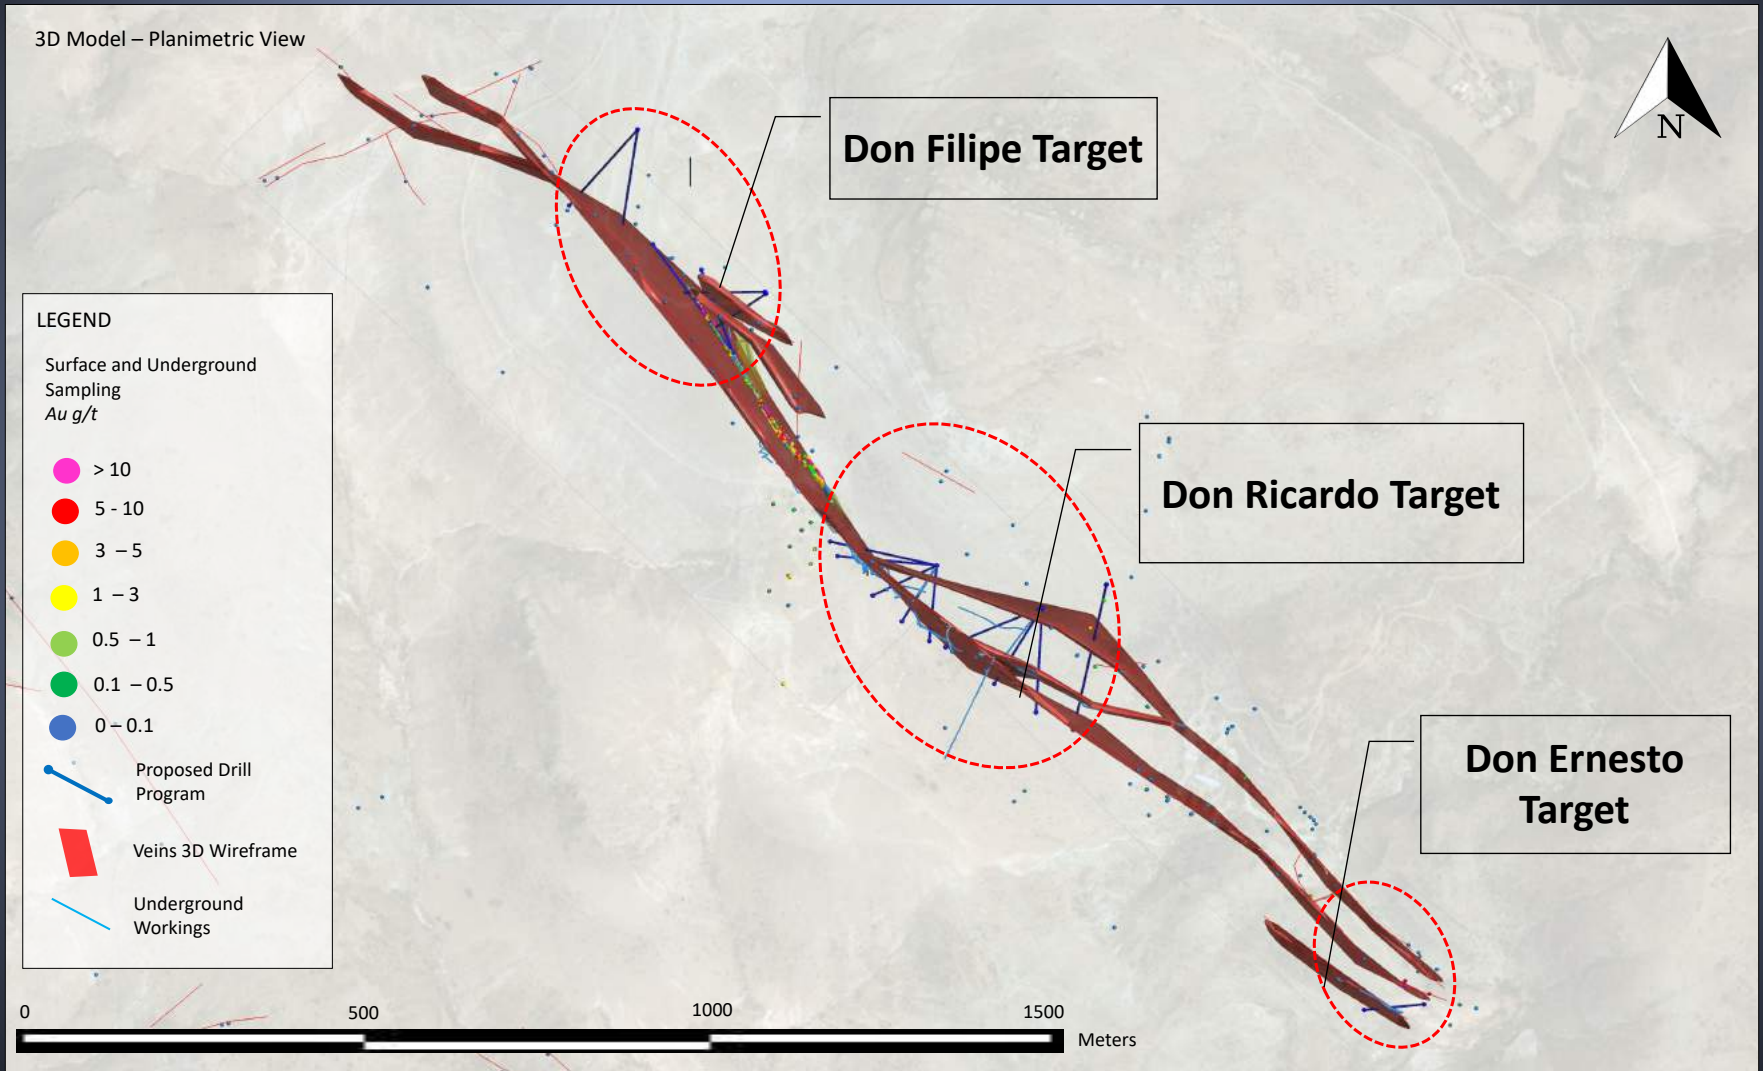 3D Model – Planimetric View
N
Don Filipe Target
Don Ricardo Target
Don Ernesto
Target
LEGEND
Surface and Underground
Sampling
Au g/t
> 10
5 - 10
3 – 5
1 – 3
0.5 – 1
0.1 – 0.5
0 – 0.1
Proposed Drill
Program
Veins 3D Wireframe
Underground
Workings
0 500 1000 1500
Meters